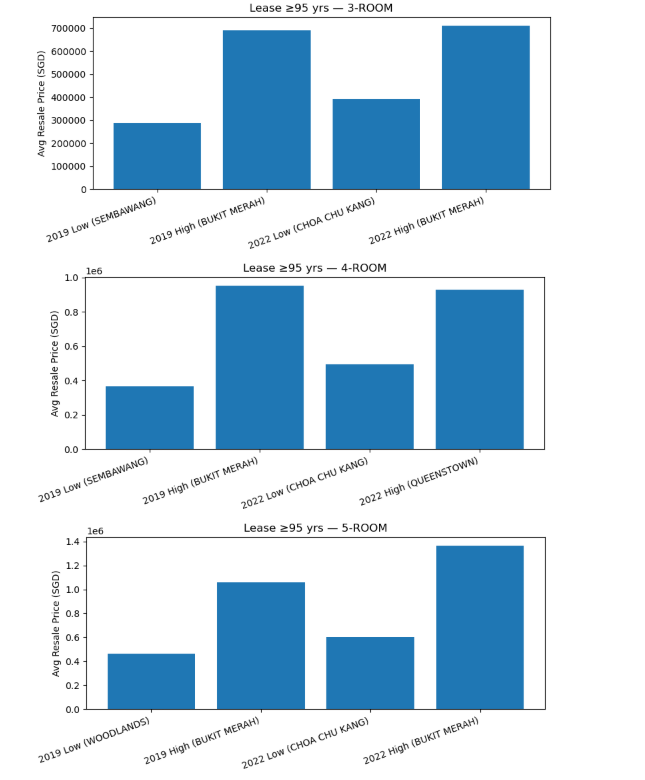 Lease ≥95 yrs — 3-ROOM
Avg Resale Price (SGD)
700000
600000
500000
400000
300000
200000
100000
0
2019 Low (SEMBAWANG)
2019 High (BUKIT MERAH)
2022 Low (CHOA CHU KANG)
2022 High (BUKIT MERAH)
Lease ≥95 yrs — 4-ROOM
1e6
Avg Resale Price (SGD)
1.0
0.8
0.6
0.4
0.2
0.0
2019 Low (SEMBAWANG)
2019 High (BUKIT MERAH)
2022 Low (CHOA CHU KANG)
2022 High (QUEENSTOWN)
Lease ≥95 yrs — 5-ROOM
1e6
Avg Resale Price (SGD)
1.4
1.2
1.0
0.8
0.6
0.4
0.2
0.0
2019 Low (WOODLANDS)
2019 High (BUKIT MERAH)
2022 Low (CHOA CHU KANG)
2022 High (BUKIT MERAH)